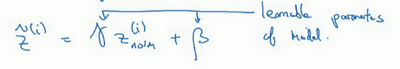 learnable parameters
z̃⁽ⁱ⁾ = γ z⁽ⁱ⁾norm + β of model.